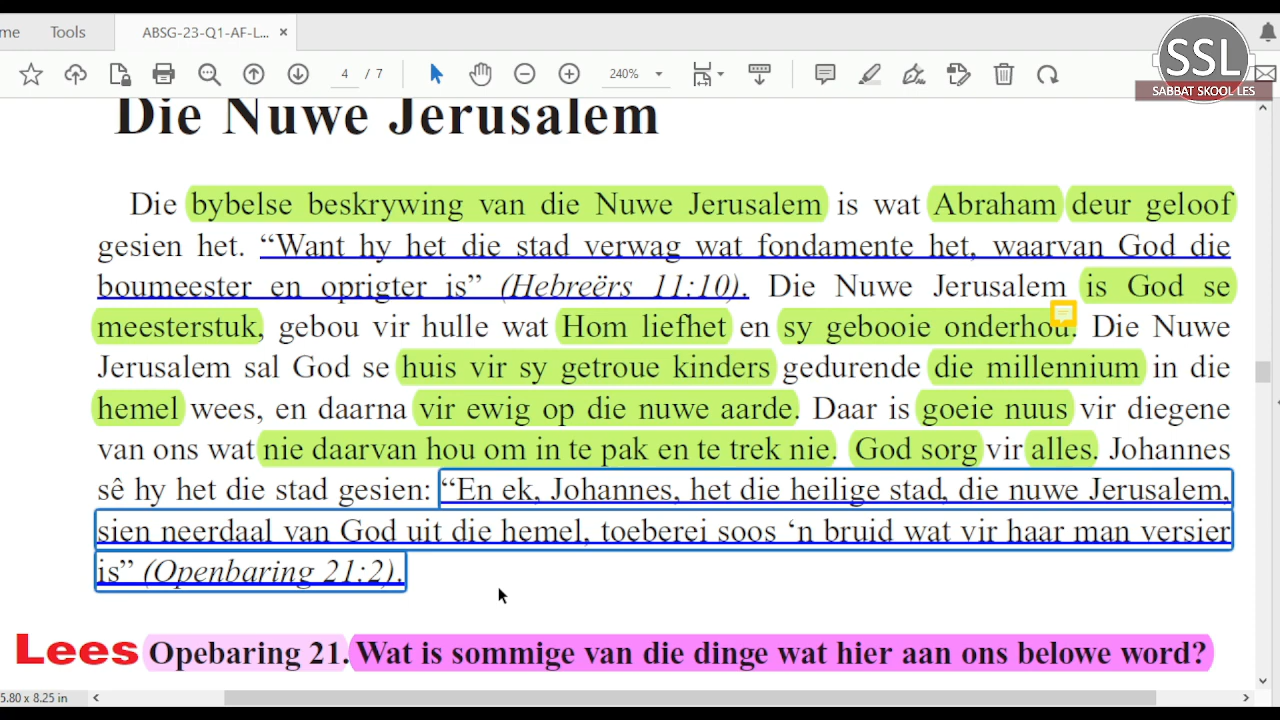 me Tools ABSG-23-Q1-AF-L... ×
4 / 7 240%
SSL
SABBAT SKOOL LES
Die Nuwe Jerusalem
Die bybelse beskrywing van die Nuwe Jerusalem is wat Abraham deur geloof
gesien het. “Want hy het die stad verwag wat fondamente het, waarvan God die
boumeester en oprigter is” (Hebreërs 11:10). Die Nuwe Jerusalem is God se
meesterstuk, gebou vir hulle wat Hom liefhet en sy gebooie onderhou. Die Nuwe
Jerusalem sal God se huis vir sy getroue kinders gedurende die millennium in die
hemel wees, en daarna vir ewig op die nuwe aarde. Daar is goeie nuus vir diegene
van ons wat nie daarvan hou om in te pak en te trek nie. God sorg vir alles. Johannes
sê hy het die stad gesien: “En ek, Johannes, het die heilige stad, die nuwe Jerusalem,
sien neerdaal van God uit die hemel, toeberei soos ‘n bruid wat vir haar man versier
is” (Openbaring 21:2).
Lees Opebaring 21. Wat is sommige van die dinge wat hier aan ons belowe word?
5.80 x 8.25 in